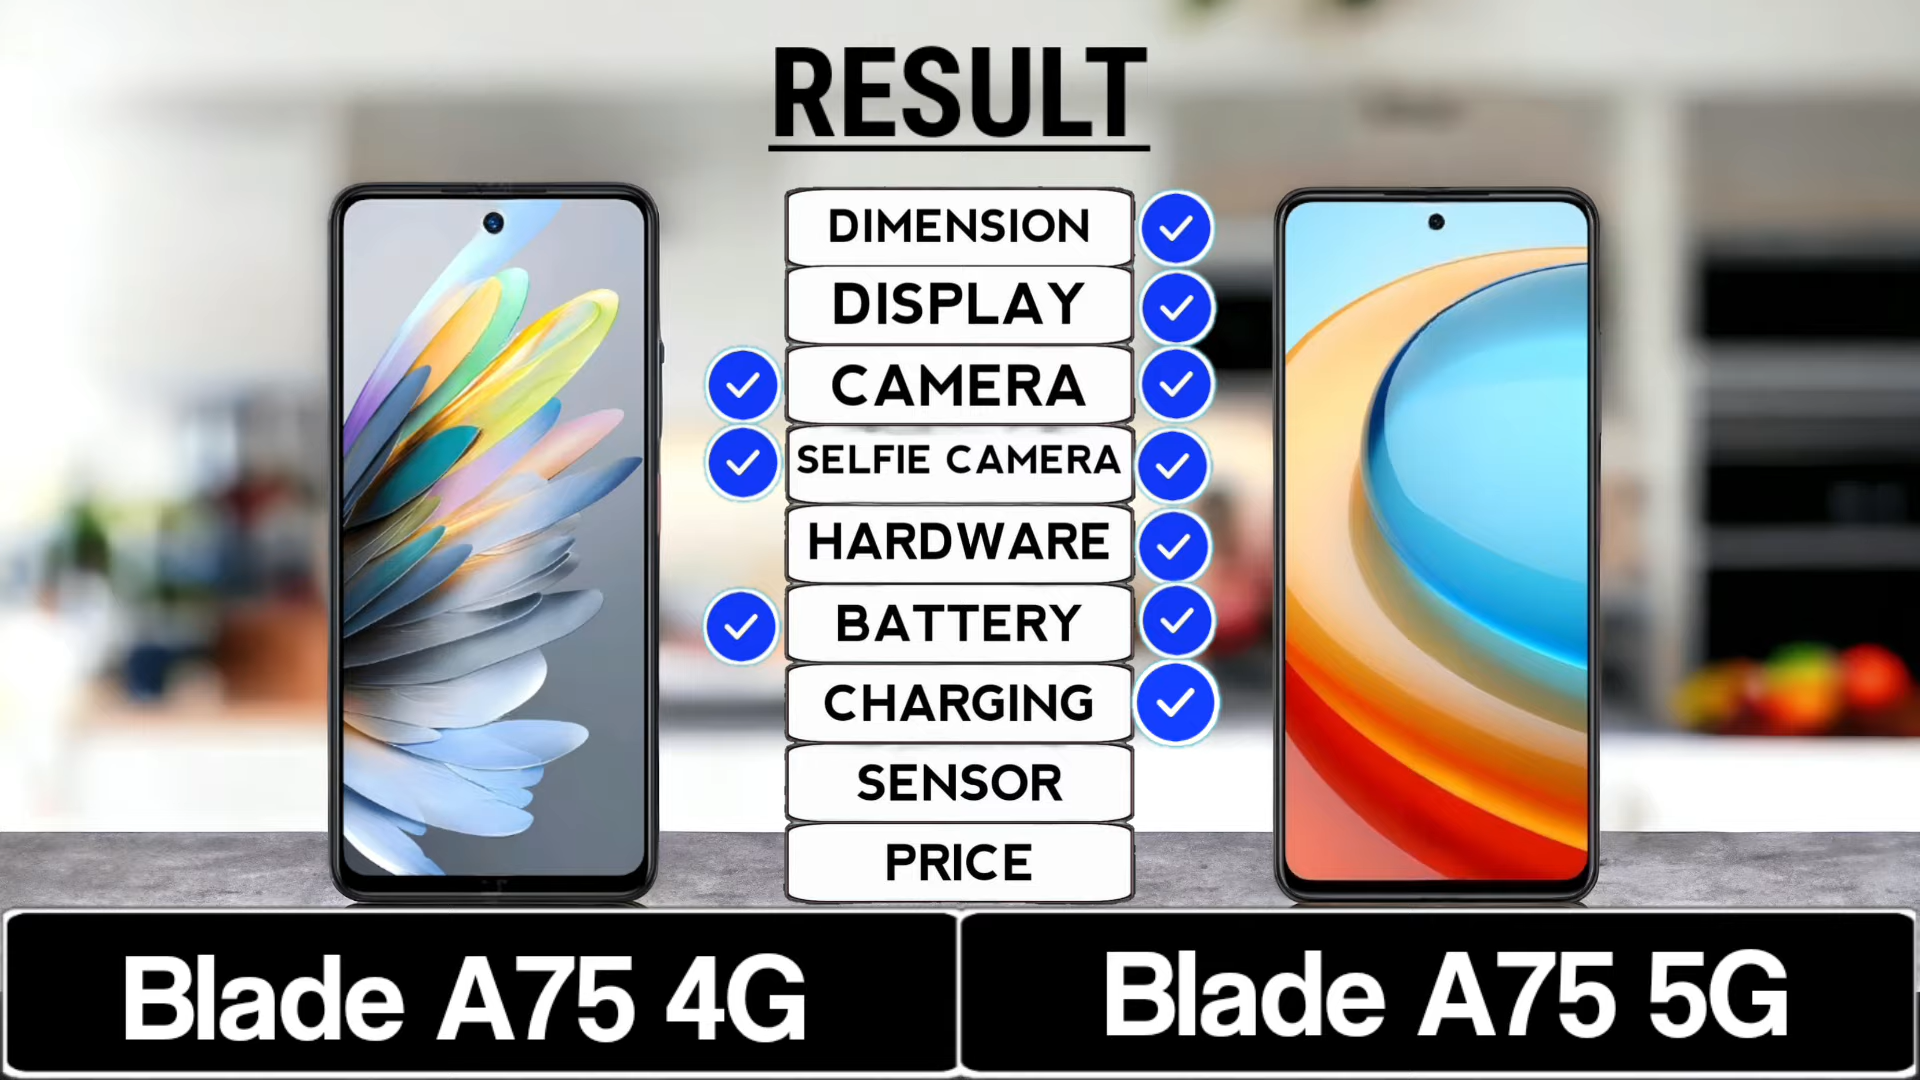 RESULT
DIMENSION
DISPLAY
CAMERA
SELFIE CAMERA
HARDWARE
BATTERY
CHARGING
SENSOR
PRICE
Blade A75 4G
Blade A75 5G